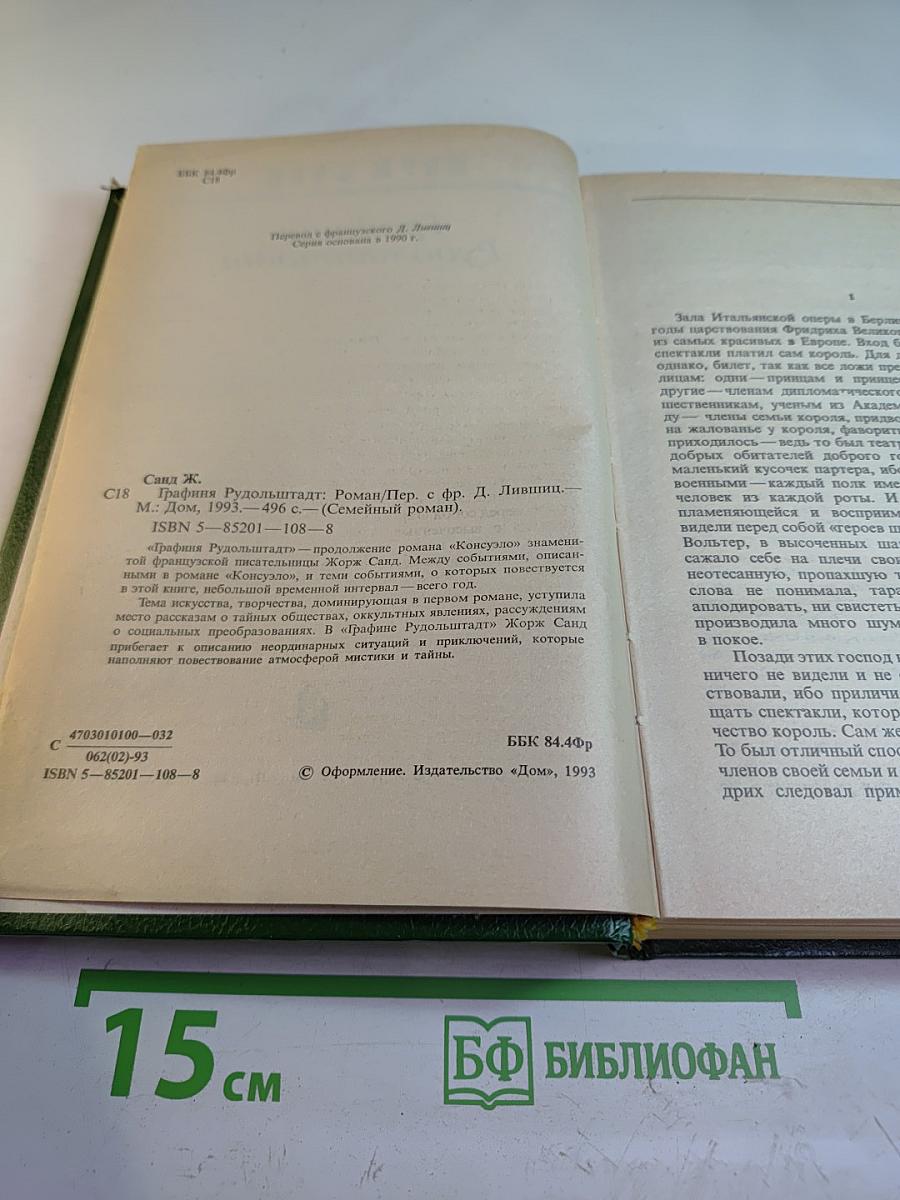 ББК 84.4Фр
С18
Перевод с французского Д. Лившиц
Серия основана в 1990 г.
Санд Ж.
С18 Графиня Рудольштадт: Роман/Пер. с фр. Д. Лившиц.—
М.: Дом, 1993.— 496 с.— (Семейный роман).
ISBN 5—85201—108—8
«Графиня Рудольштадт» — продолжение романа «Консуэло» знамени-
той французской писательницы Жорж Санд. Между событиями, описан-
ными в романе «Консуэло», и теми событиями, о которых повествуется
в этой книге, небольшой временной интервал — всего год.
Тема искусства, творчества, доминирующая в первом романе, уступила
место рассказам о тайных обществах, оккультных явлениях, рассуждениям
о социальных преобразованиях. В «Графине Рудольштадт» Жорж Санд
прибегает к описанию неординарных ситуаций и приключений, которые
наполняют повествование атмосферой мистики и тайны.
С 4703010100—032
062(02)-93
ББК 84.4Фр
ISBN 5—85201—108—8
© Оформление. Издательство «Дом», 1993
I
Зала Итальянской оперы в Берли
годы царствования Фридриха Великог
из самых красивых в Европе. Вход б
спектакли платил сам король. Для д
однако, билет, так как все ложи пре
лицам: одни — принцам и принце
другие — членам дипломатического
шественникам, ученым из Академ
ду — члены семьи короля, придво
на жалованье у короля, фаворит
приходилось — ведь то был театр
добрых обитателей доброго го
маленький кусочек партера, ибо
военными — каждый полк име
человек из каждой роты. И
пламеняющейся и восприим
видели перед собой «героев ш
Вольтер, в высоченных ша
сажало себе на плечи свои
неотесанную, пропахшую т
слова не понимала, тара
аплодировать, ни свистеть
производила много шум
в покое.
Позади этих господ н
ничего не видели и не
ствовали, ибо приличи
щать спектакли, котор
чество король. Сам же
То был отличный спос
членов своей семьи и
дрих следовал прим
15 см
БФ БИБЛИОФАН